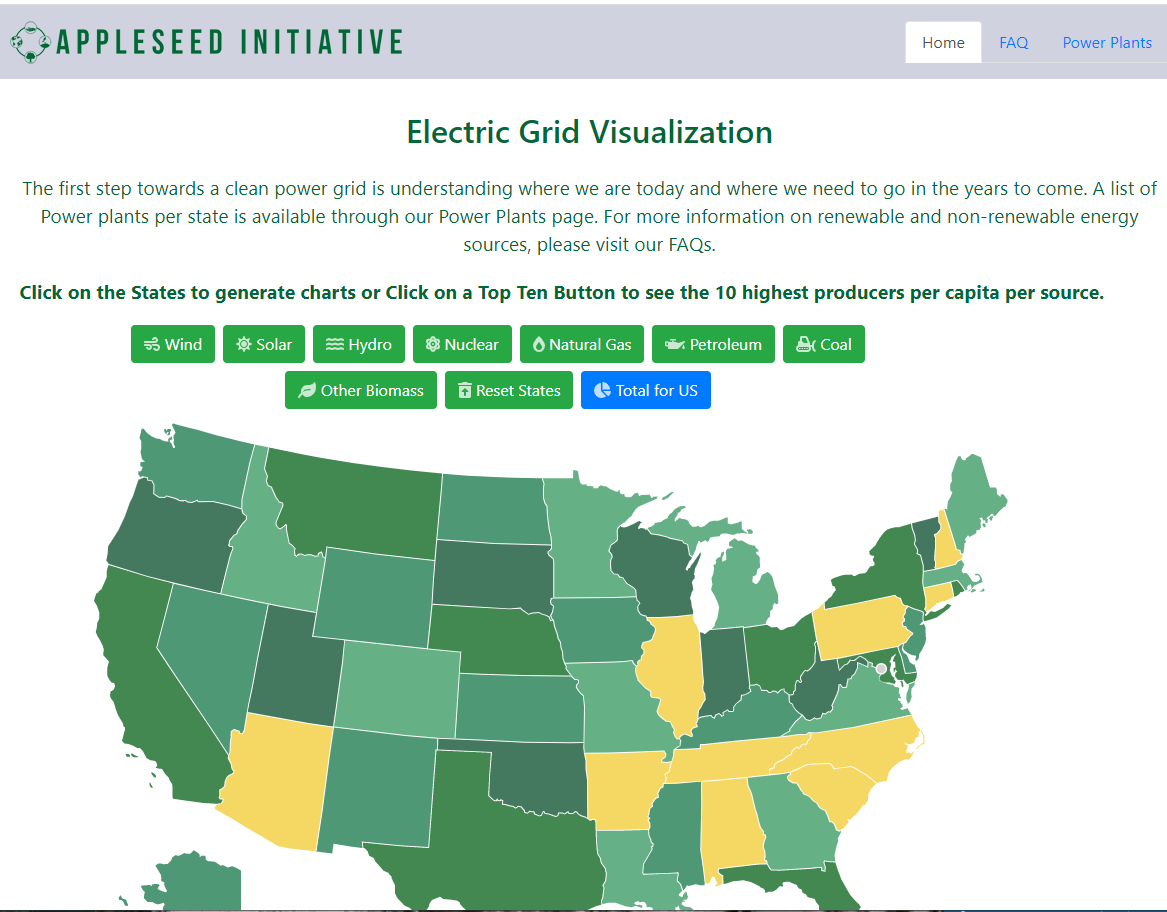 APPLESEED INITIATIVE
Home FAQ Power Plants
Electric Grid Visualization
The first step towards a clean power grid is understanding where we are today and where we need to go in the years to come. A list of
Power plants per state is available through our Power Plants page. For more information on renewable and non-renewable energy
sources, please visit our FAQs.
Click on the States to generate charts or Click on a Top Ten Button to see the 10 highest producers per capita per source.
Wind Solar Hydro Nuclear Natural Gas Petroleum Coal
Other Biomass Reset States Total for US